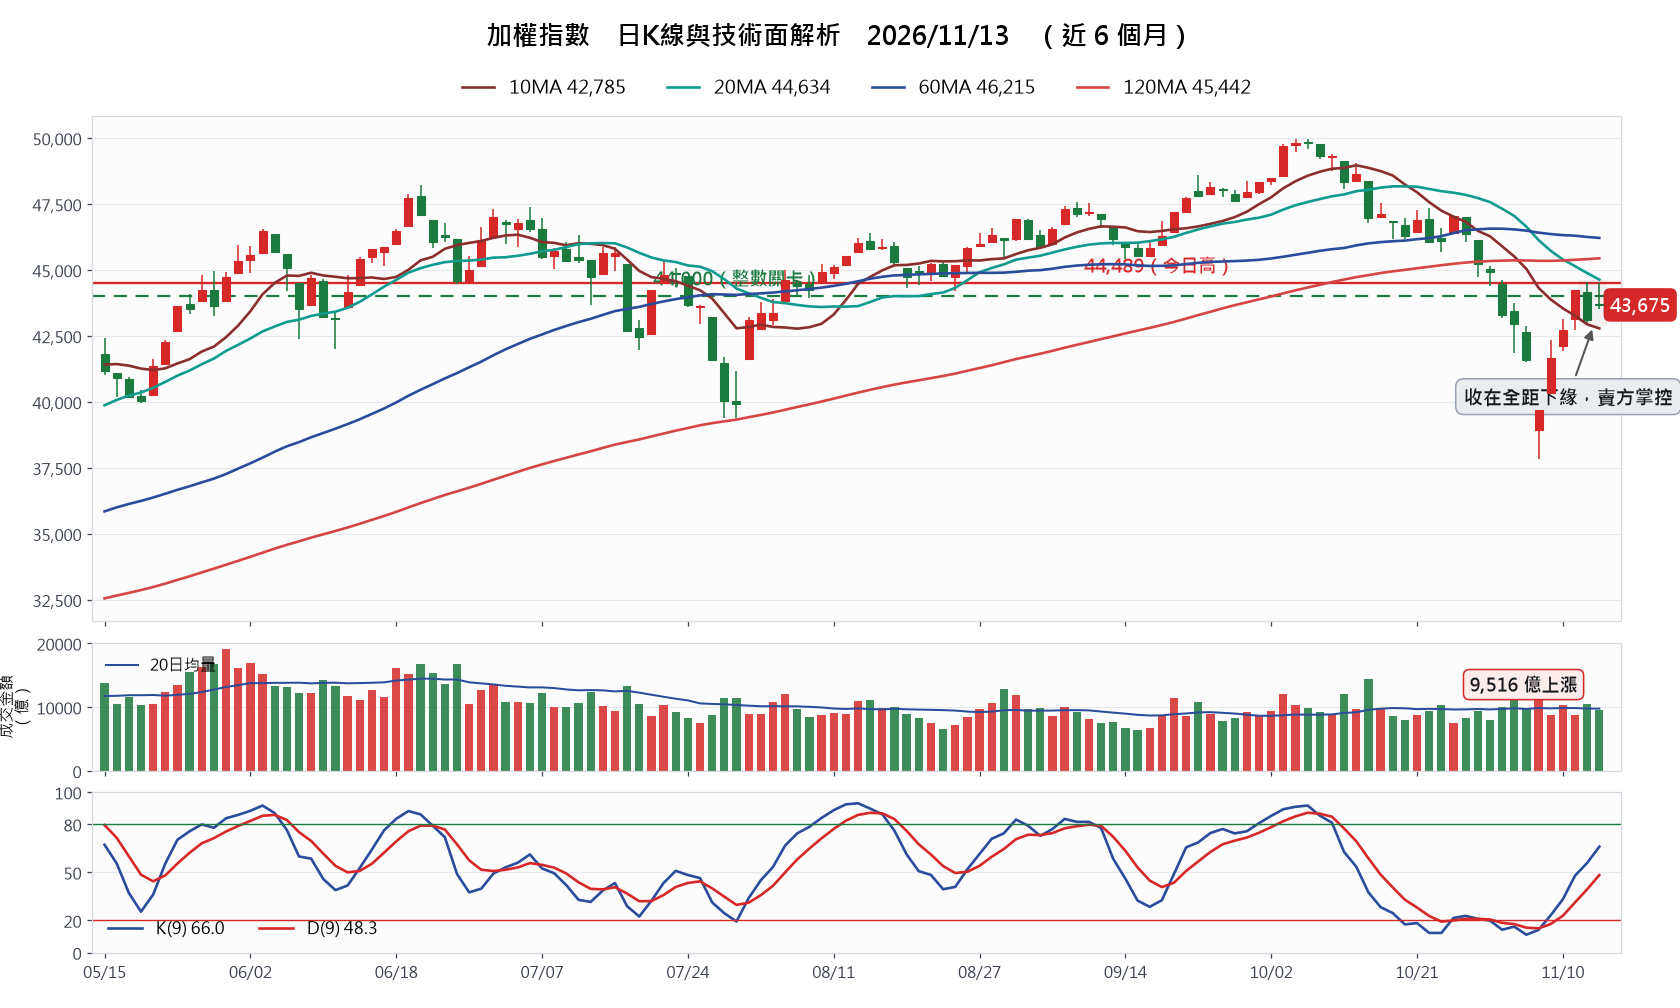 加權指數　日K線與技術面解析　2026/11/13　（近 6 個月）
10MA 42,785
20MA 44,634
60MA 46,215
120MA 45,442
50,000
47,500
45,000
42,500
40,000
37,500
35,000
32,500
44,000（整數關卡）
44,489（今日高）
43,675
收在全距下緣，賣方掌控
20000
10000
0
成交金額
（億）
20日均量
9,516 億上漲
100
80
50
20
0
K(9) 66.0
D(9) 48.3
05/15
06/02
06/18
07/07
07/24
08/11
08/27
09/14
10/02
10/21
11/10